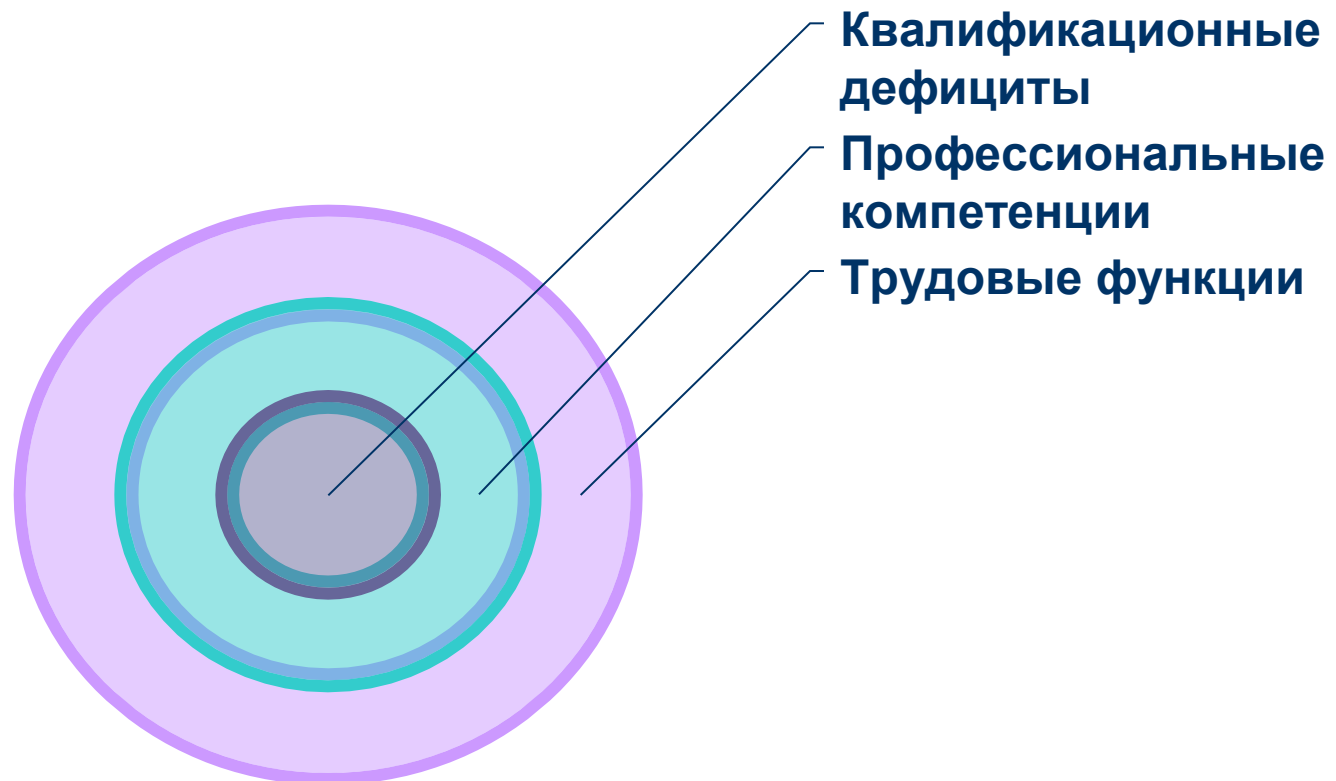 Квалификационные
дефициты
Профессиональные
компетенции
Трудовые функции